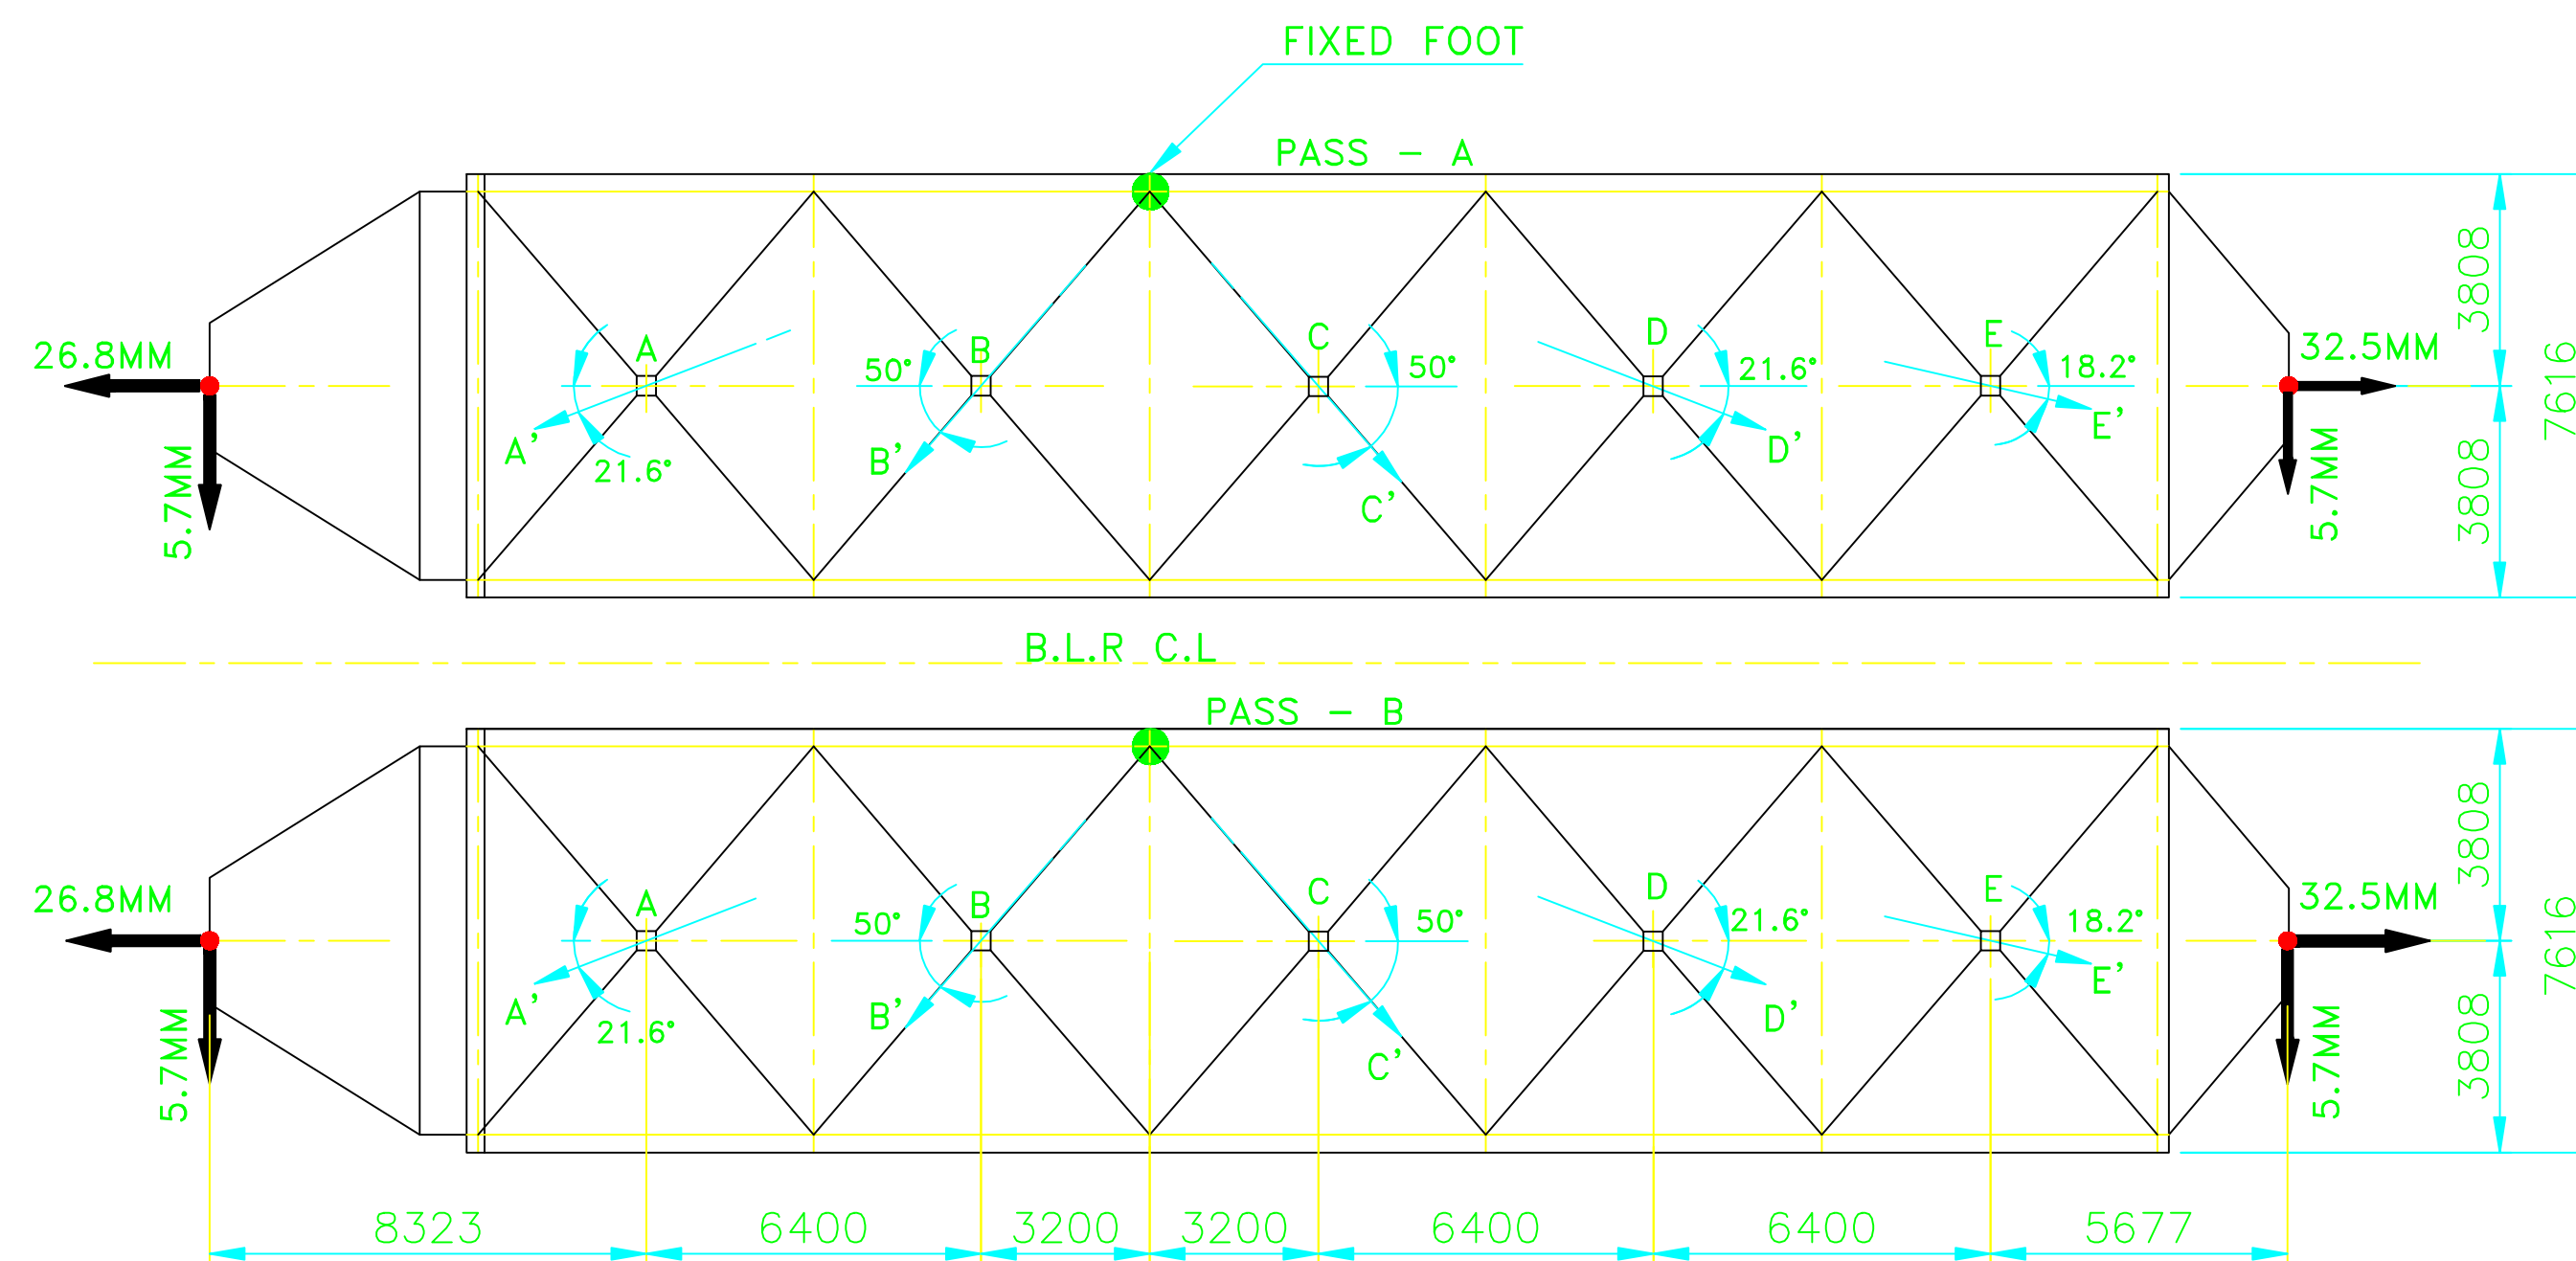 FIXED FOOT
PASS - A
26.8MM
5.7MM
A
A'
21.6°
50°
B
B'
C
50°
C'
D
21.6°
D'
E
18.2°
E'
32.5MM
5.7MM
3808
3808
7616
B.L.R C.L
PASS - B
26.8MM
5.7MM
A
A'
21.6°
50°
B
B'
C
50°
C'
D
21.6°
D'
E
18.2°
E'
32.5MM
5.7MM
3808
3808
7616
8323
6400
3200
3200
6400
6400
5677